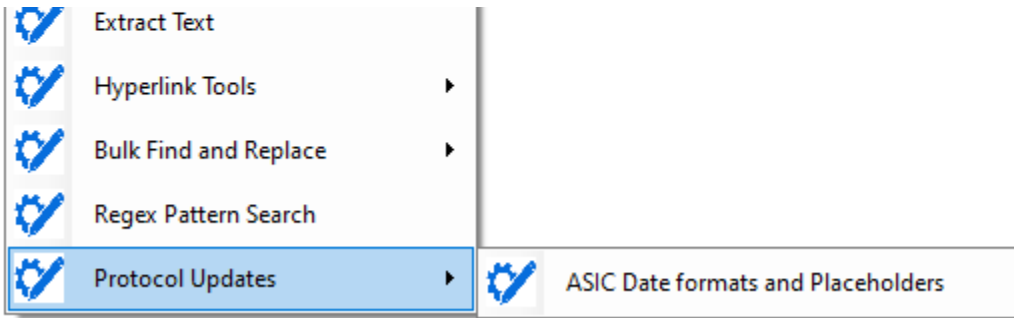 Extract Text
Hyperlink Tools
Bulk Find and Replace
Regex Pattern Search
Protocol Updates
ASIC Date formats and Placeholders